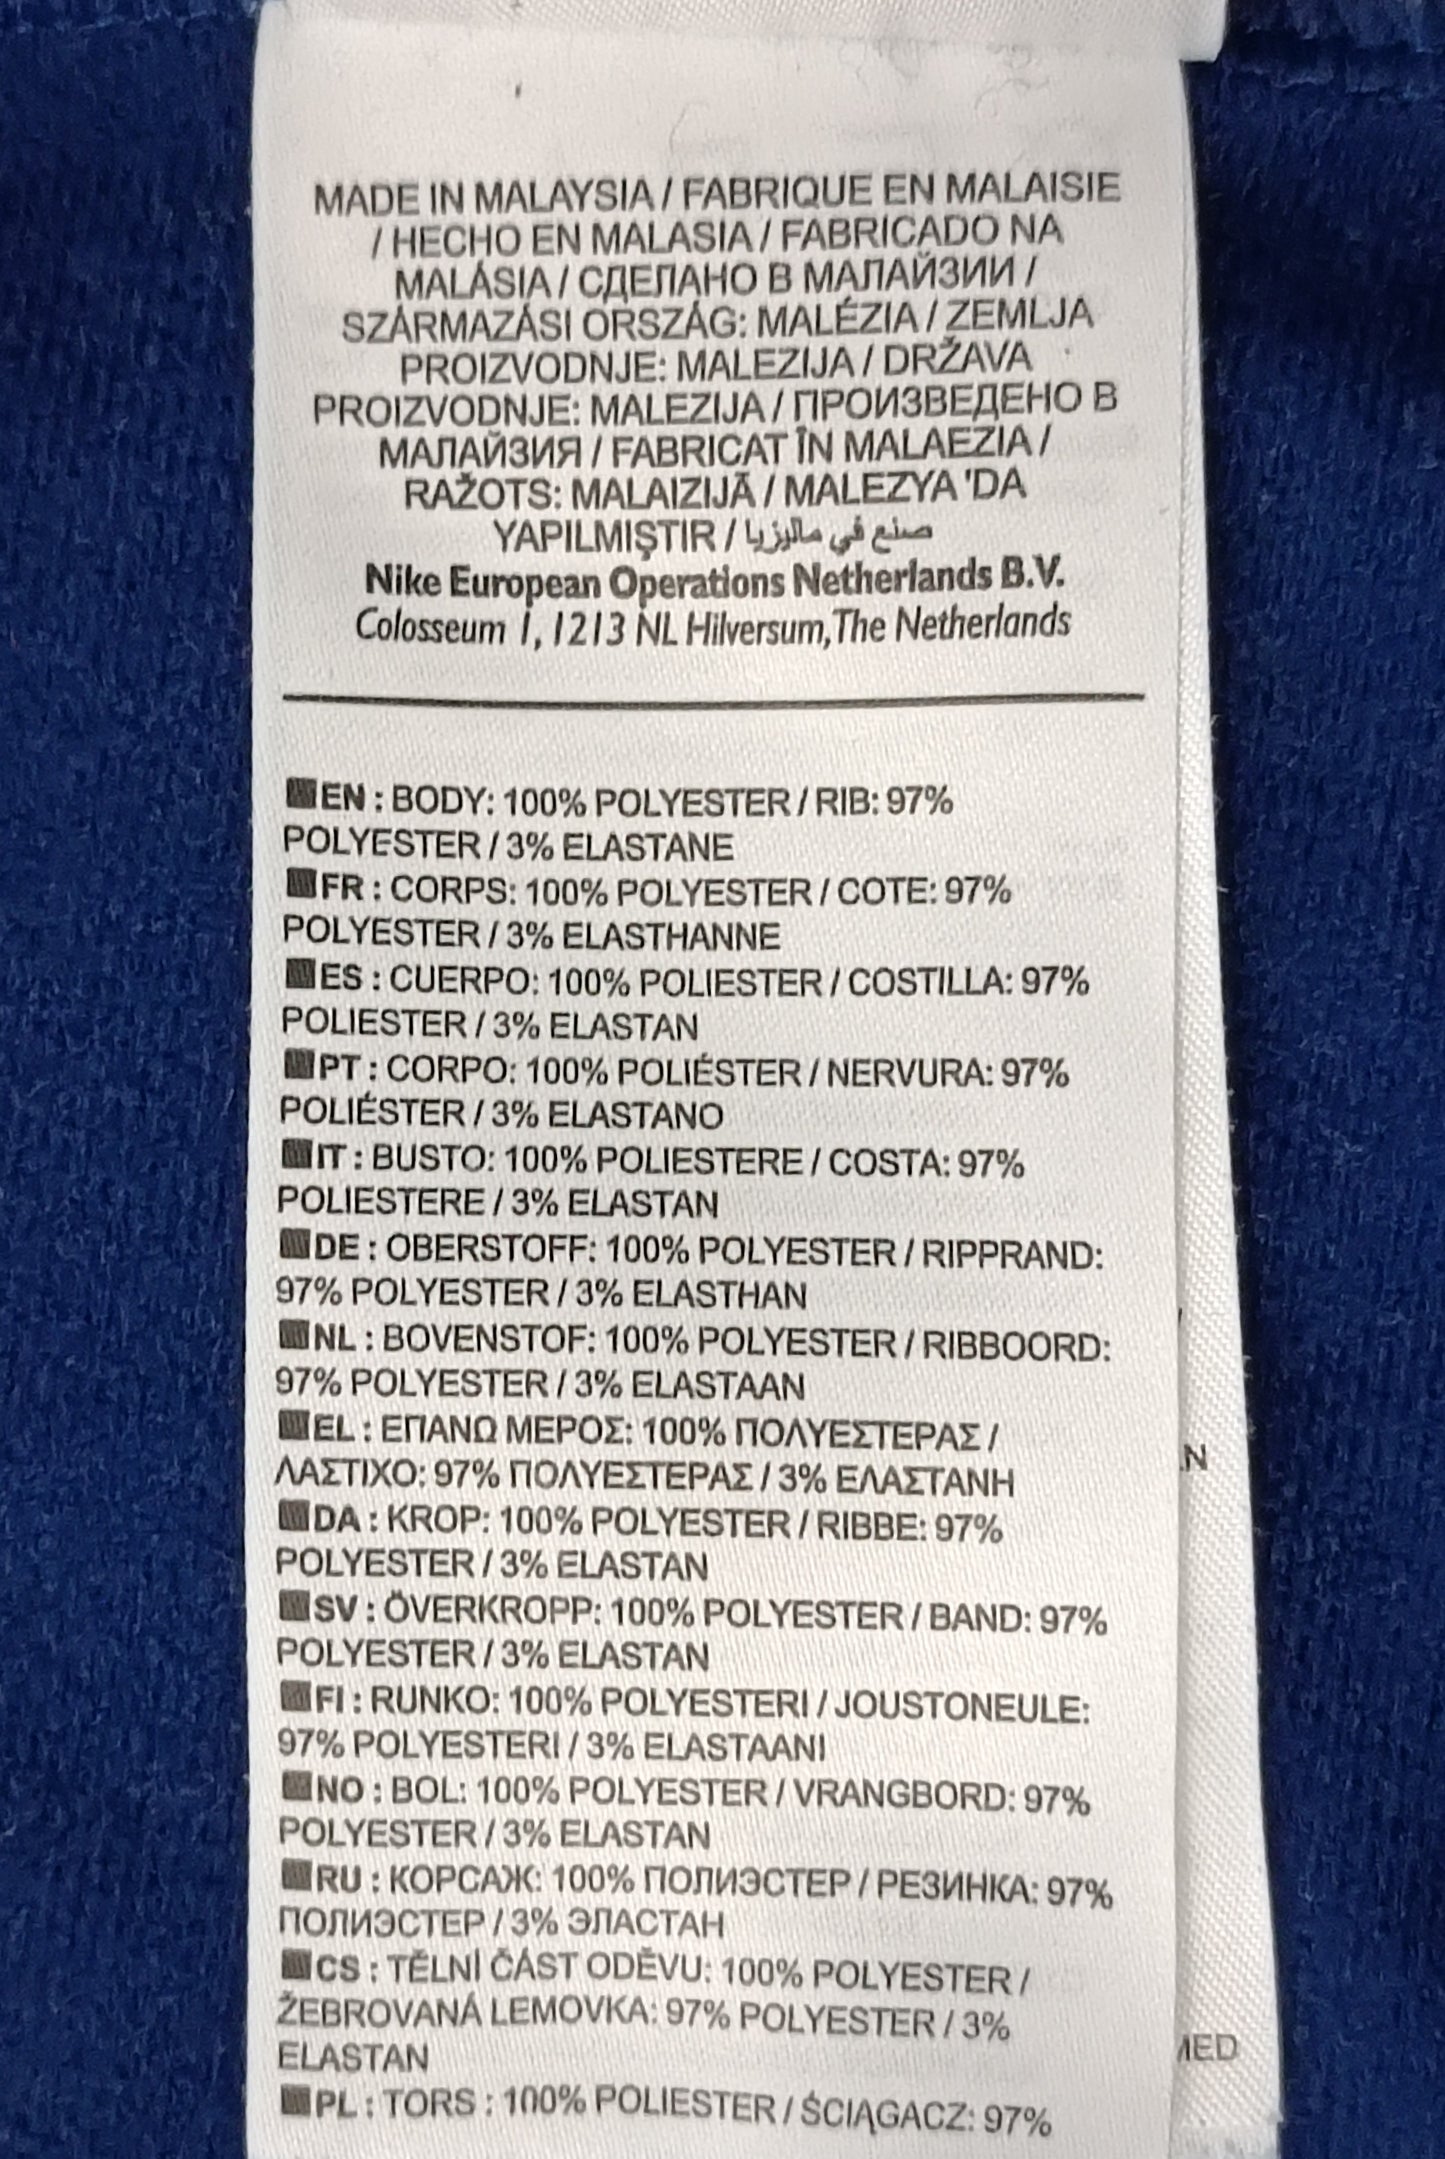 MADE IN MALAYSIA / FABRIQUE EN MALAISIE
/ HECHO EN MALASIA / FABRICADO NA
MALÁSIA / СДЕЛАНО В МАЛАЙЗИИ /
SZÁRMAZÁSI ORSZÁG: MALÉZIA / ZEMLJA
PROIZVODNJE: MALEZIJA / DRŽAVA
PROIZVODNJE: MALEZIJA / ПРОИЗВЕДЕНО В
МАЛАЙЗИЯ / FABRICAT ÎN MALAEZIA /
RAŽOTS: MALAIZIJĀ / MALEZYA 'DA
YAPILMIŞTIR / صنع في ماليزيا
Nike European Operations Netherlands B.V.
Colosseum 1, 1213 NL Hilversum, The Netherlands
EN : BODY: 100% POLYESTER / RIB: 97%
POLYESTER / 3% ELASTANE
FR : CORPS: 100% POLYESTER / COTE: 97%
POLYESTER / 3% ELASTHANNE
ES : CUERPO: 100% POLIESTER / COSTILLA: 97%
POLIESTER / 3% ELASTAN
PT : CORPO: 100% POLIÉSTER / NERVURA: 97%
POLIÉSTER / 3% ELASTANO
IT : BUSTO: 100% POLIESTERE / COSTA: 97%
POLIESTERE / 3% ELASTAN
DE : OBERSTOFF: 100% POLYESTER / RIPPRAND:
97% POLYESTER / 3% ELASTHAN
NL : BOVENSTOF: 100% POLYESTER / RIBBOORD:
97% POLYESTER / 3% ELASTAAN
EL : ΕΠΑΝΩ ΜΕΡΟΣ: 100% ΠΟΛΥΕΣΤΕΡΑΣ /
ΛΑΣΤΙΧΟ: 97% ΠΟΛΥΕΣΤΕΡΑΣ / 3% ΕΛΑΣΤΑΝΗ
DA : KROP: 100% POLYESTER / RIBBE: 97%
POLYESTER / 3% ELASTAN
SV : ÖVERKROPP: 100% POLYESTER / BAND: 97%
POLYESTER / 3% ELASTAN
FI : RUNKO: 100% POLYESTERI / JOUSTONEULE:
97% POLYESTERI / 3% ELASTAANI
NO : BOL: 100% POLYESTER / VRANGBORD: 97%
POLYESTER / 3% ELASTAN
RU : КОРСАЖ: 100% ПОЛИЭСТЕР / РЕЗИНКА: 97%
ПОЛИЭСТЕР / 3% ЭЛАСТАН
CS : TĚLNÍ ČÁST ODĚVU: 100% POLYESTER /
ŽEBROVANÁ LEMOVKA: 97% POLYESTER / 3%
ELASTAN
PL : TORS : 100% POLIESTER / ŚCIĄGACZ: 97%